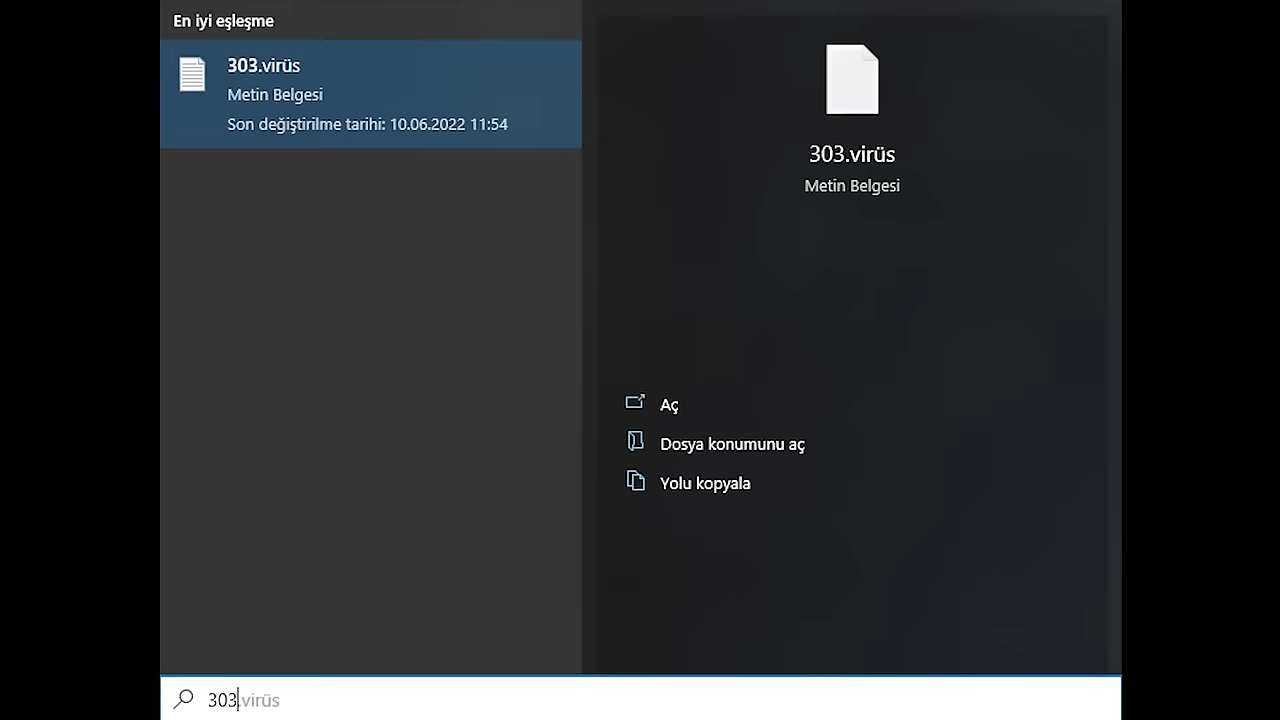 En iyi eşleşme
303.virüs
Metin Belgesi
Son değiştirilme tarihi: 10.06.2022 11:54
303.virüs
Metin Belgesi
Aç
Dosya konumunu aç
Yolu kopyala
303.virüs